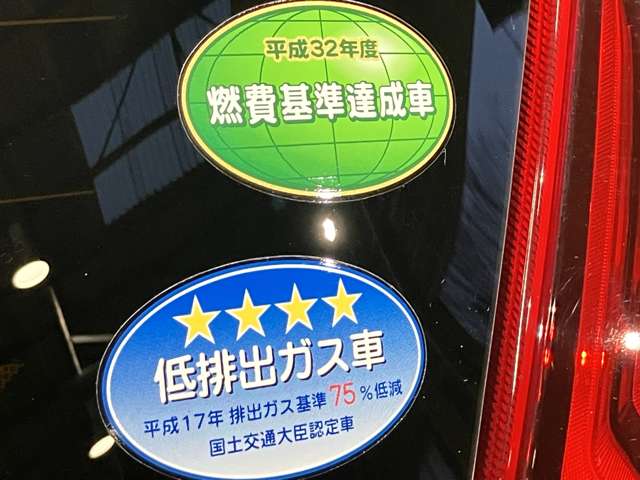 平成32年度
燃費基準達成車
低排出ガス車
平成17年 排出ガス基準75%低減
国土交通大臣認定車